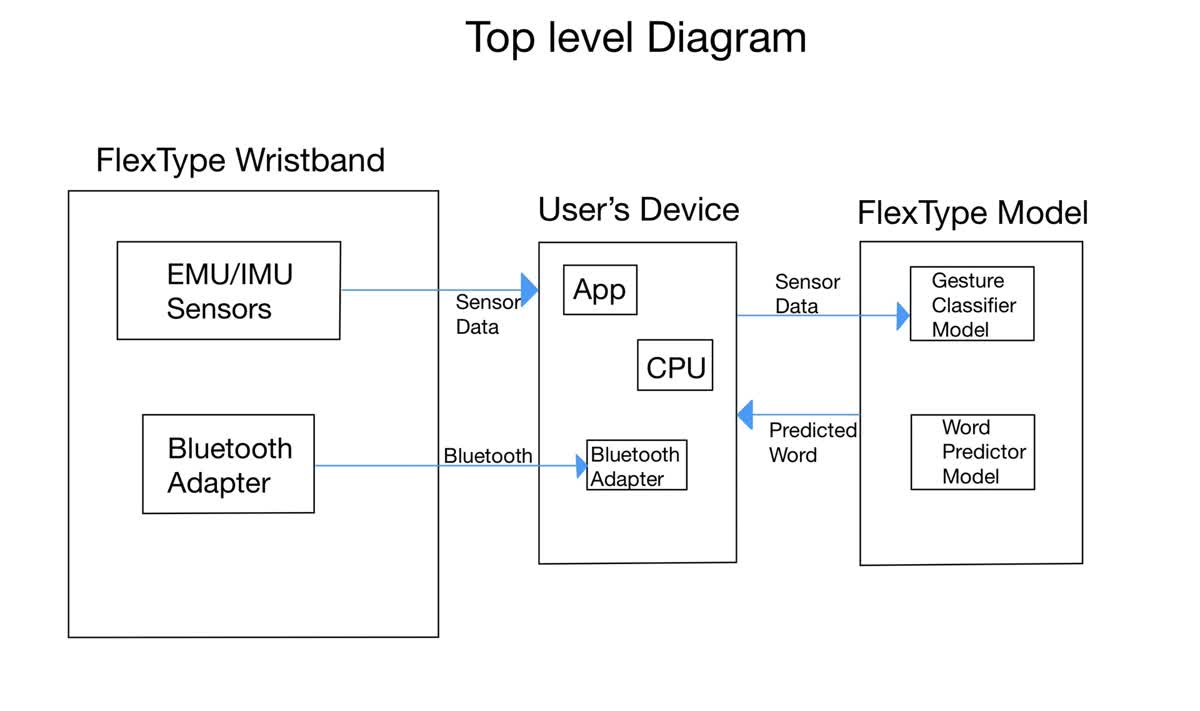 Top level Diagram
FlexType Wristband
EMU/IMU
Sensors
Bluetooth
Adapter
Sensor
Data
Bluetooth
User's Device
App
CPU
Bluetooth
Adapter
Sensor
Data
Predicted
Word
FlexType Model
Gesture
Classifier
Model
Word
Predictor
Model